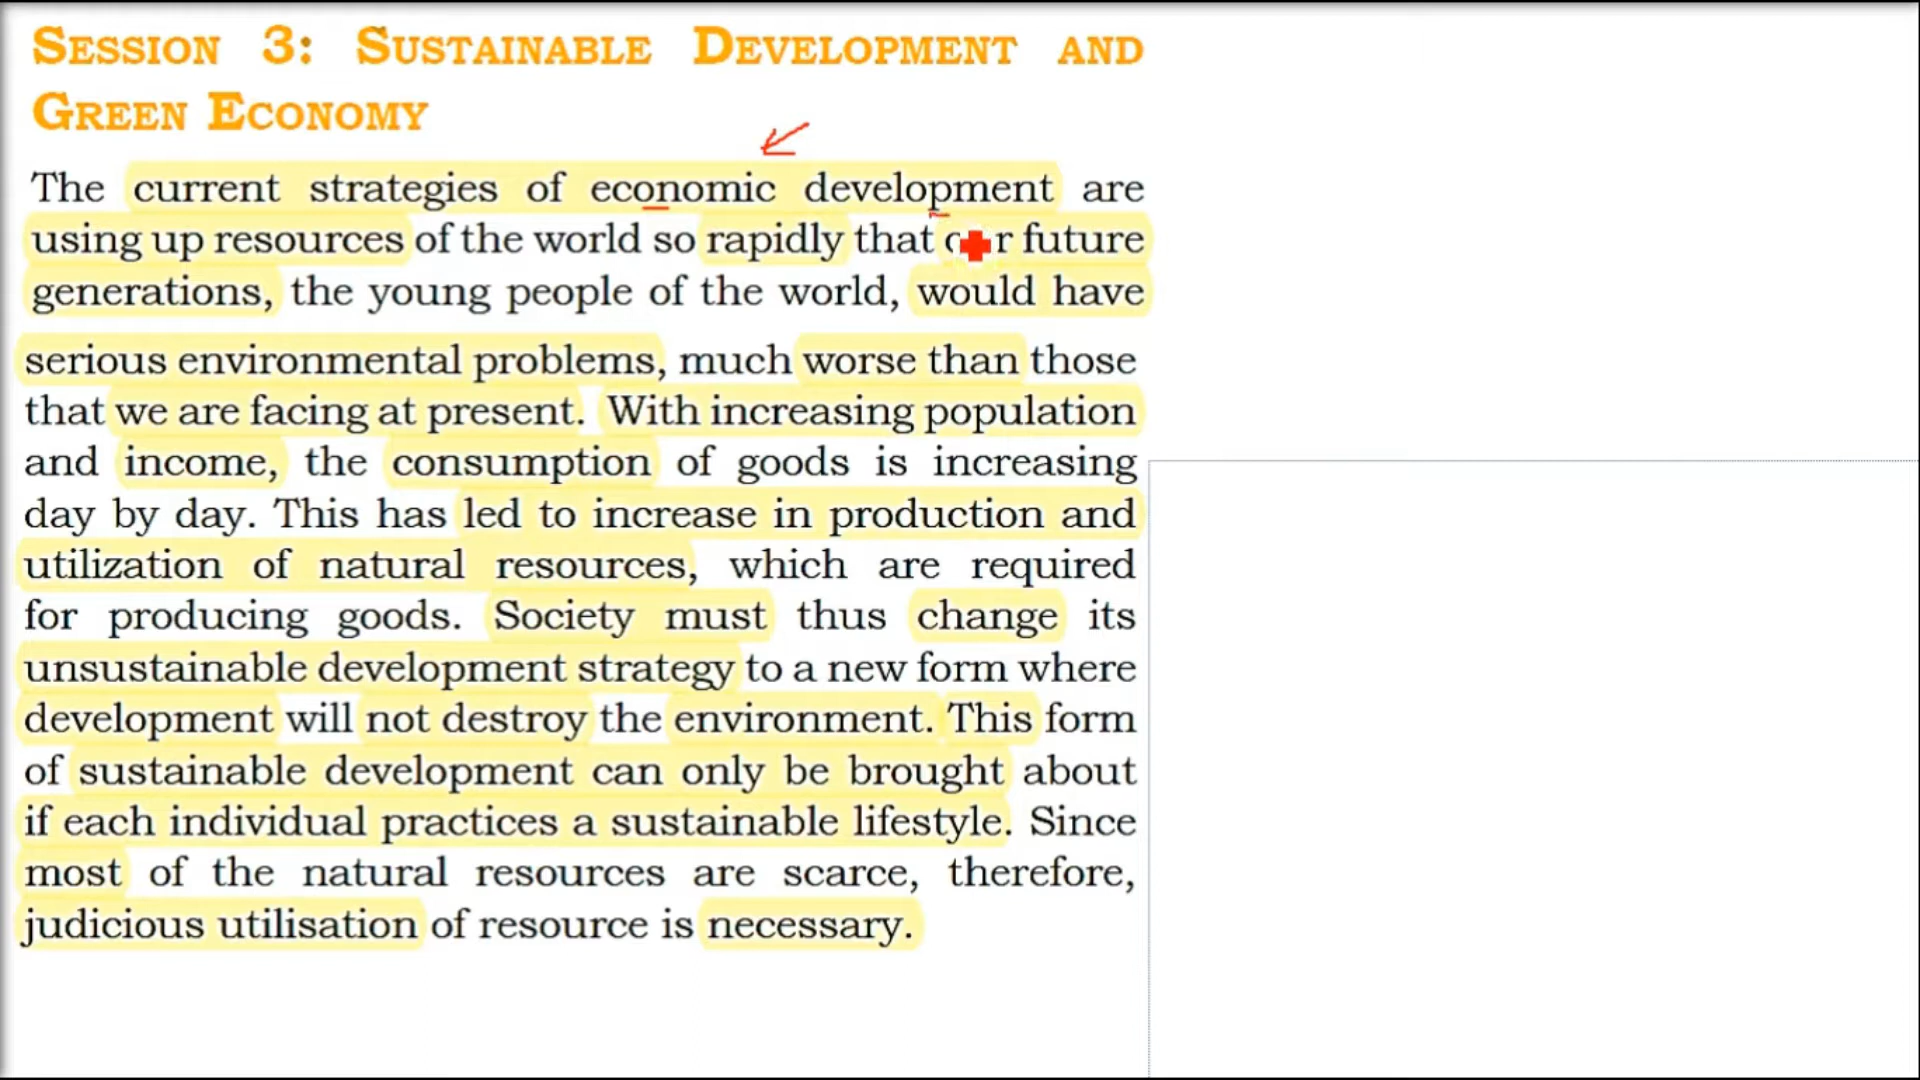 SESSION 3: SUSTAINABLE DEVELOPMENT AND
GREEN ECONOMY
The current strategies of economic development are
using up resources of the world so rapidly that our future
generations, the young people of the world, would have
serious environmental problems, much worse than those
that we are facing at present. With increasing population
and income, the consumption of goods is increasing
day by day. This has led to increase in production and
utilization of natural resources, which are required
for producing goods. Society must thus change its
unsustainable development strategy to a new form where
development will not destroy the environment. This form
of sustainable development can only be brought about
if each individual practices a sustainable lifestyle. Since
most of the natural resources are scarce, therefore,
judicious utilisation of resource is necessary.